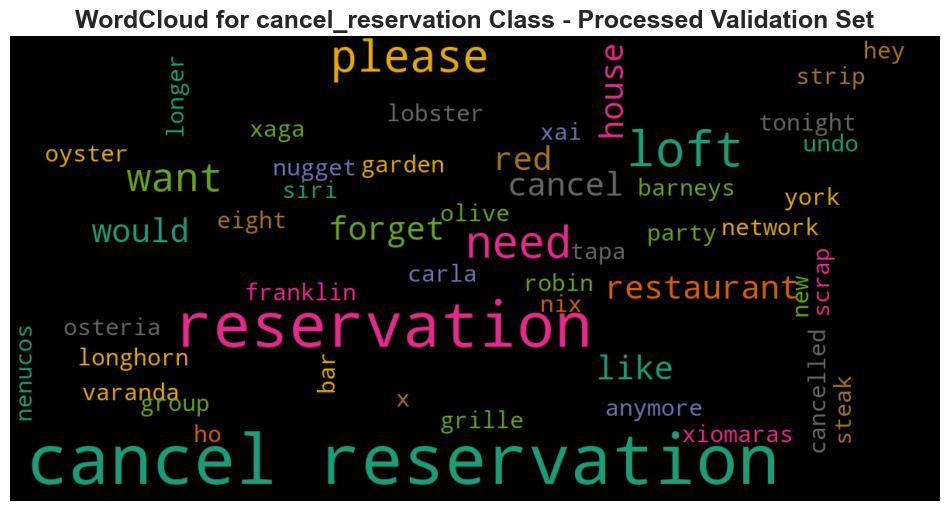 WordCloud for cancel_reservation Class - Processed Validation Set
please
house
hey
longer
strip
lobster
xaga
xai
tonight
undo
oyster
nugget
garden
red
loft
want
siri
cancel
barneys
york
would
eight
forget
olive
need
tapa
party
network
carla
franklin
robin
nix
restaurant
new
scrap
reservation
osteria
longhorn
nenucos
varanda
group
bar
x
like
anymore
cancelled
steak
grille
ho
xiomaras
cancel reservation